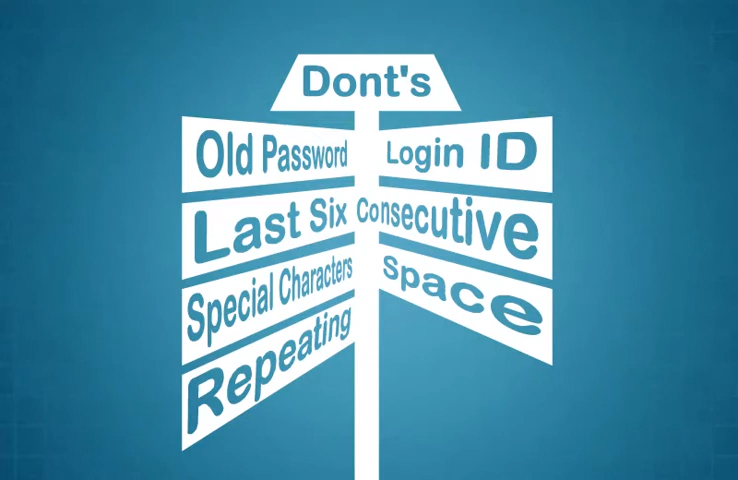 Dont's
Old Password
Login ID
Last Six
Consecutive
Special Characters
Space
Repeating